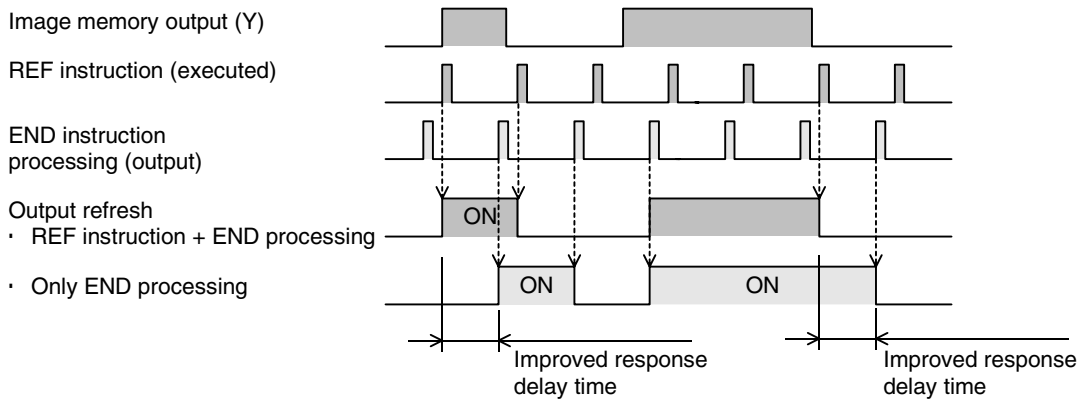 Image memory output (Y)
REF instruction (executed)
END instruction
processing (output)
Output refresh
· REF instruction + END processing
ON
· Only END processing
ON
ON
Improved response
delay time
Improved response
delay time